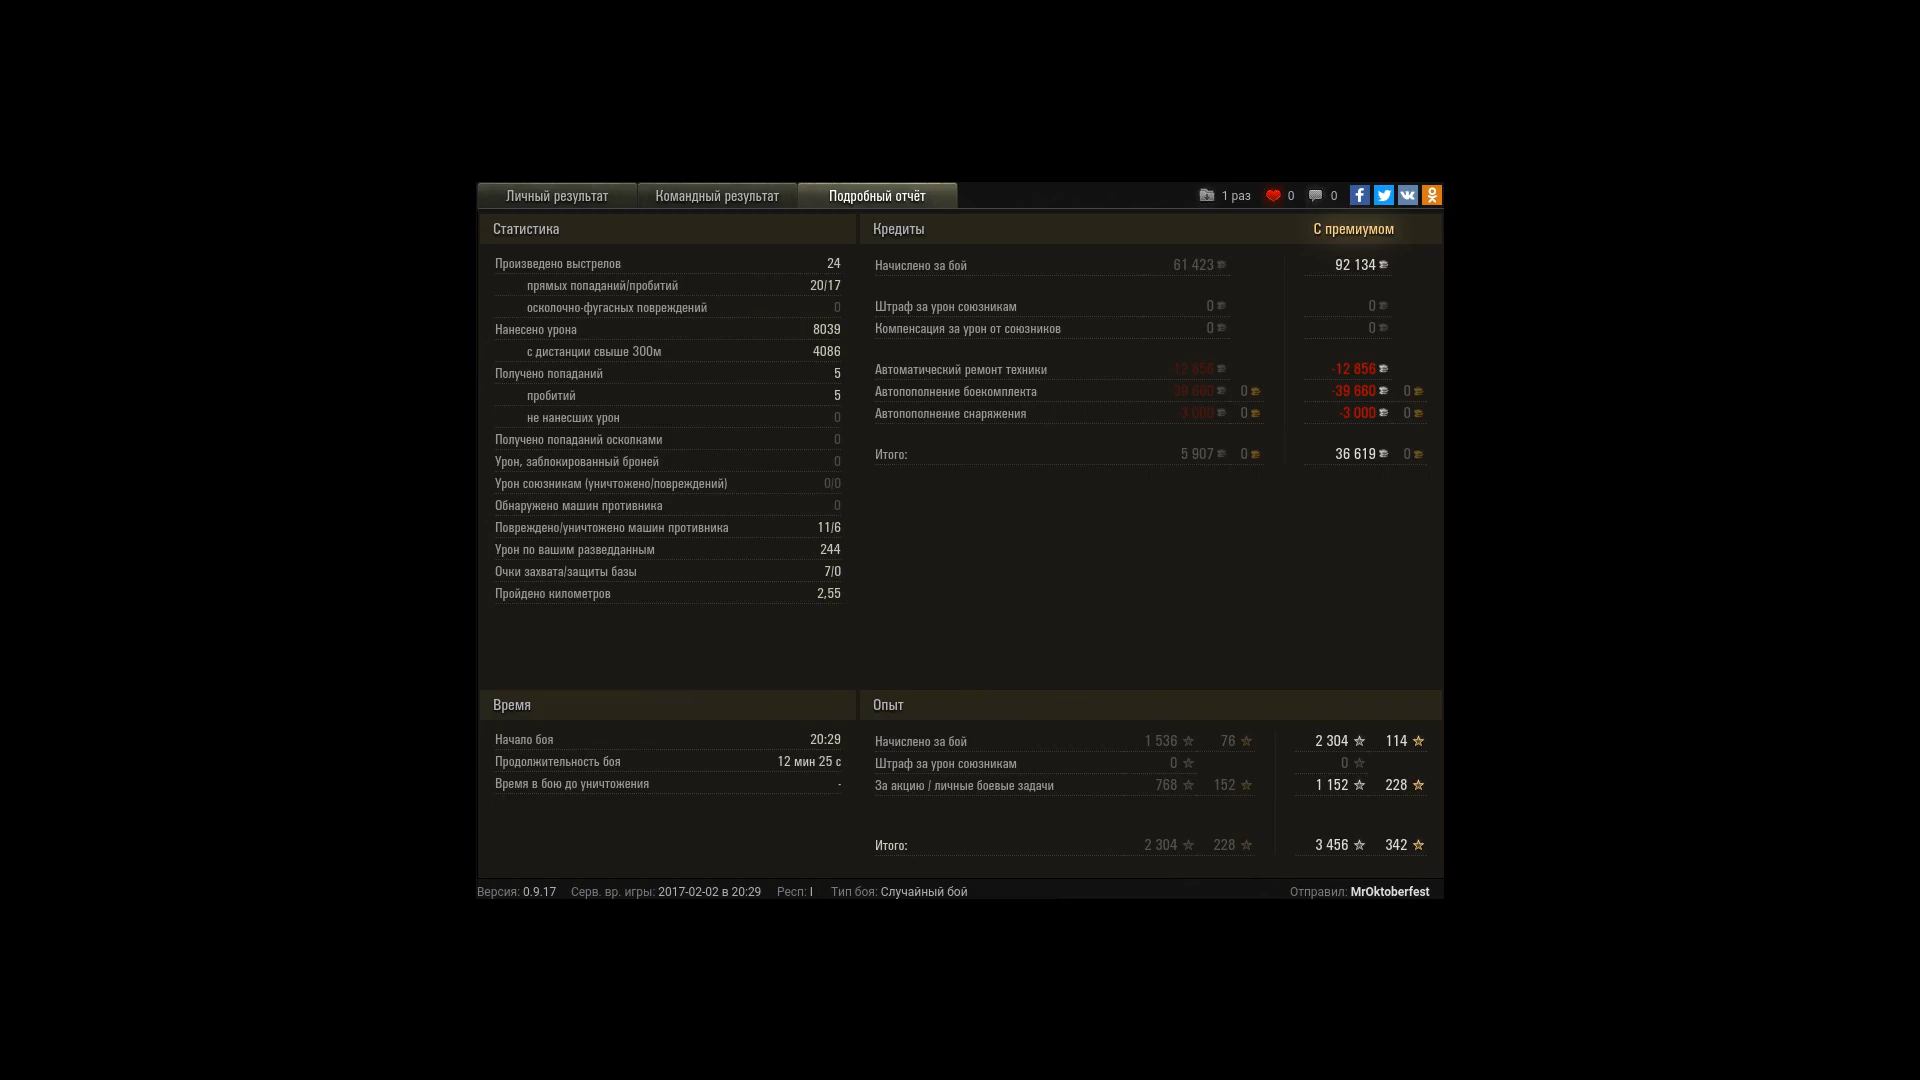 Личный результат Командный результат Подробный отчёт 1 раз 0 0
Статистика
Произведено выстрелов 24
прямых попаданий/пробитий 20/17
осколочно-фугасных повреждений 0
Нанесено урона 8039
с дистанции свыше 300м 4086
Получено попаданий 5
пробитий 5
не нанесших урон 0
Получено попаданий осколками 0
Урон, заблокированный броней 0
Урон союзникам (уничтожено/повреждений) 0/0
Обнаружено машин противника 0
Повреждено/уничтожено машин противника 11/6
Урон по вашим разведданным 244
Очки захвата/защиты базы 7/0
Пройдено километров 2,55
Кредиты С премиумом
Начислено за бой 61 423 92 134
Штраф за урон союзникам 0 0
Компенсация за урон от союзников 0 0
Автоматический ремонт техники -12 856 -12 856
Автопополнение боекомплекта -39 660 0 -39 660 0
Автопополнение снаряжения -3 000 0 -3 000 0
Итого: 5 907 0 36 619 0
Время
Начало боя 20:29
Продолжительность боя 12 мин 25 с
Время в бою до уничтожения -
Опыт
Начислено за бой 1 536 76 2 304 114
Штраф за урон союзникам 0 0
За акцию / личные боевые задачи 768 152 1 152 228
Итого: 2 304 228 3 456 342
Версия: 0.9.17 Серв. вр. игры: 2017-02-02 в 20:29 Респ: I Тип боя: Случайный бой Отправил: MrOktoberfest